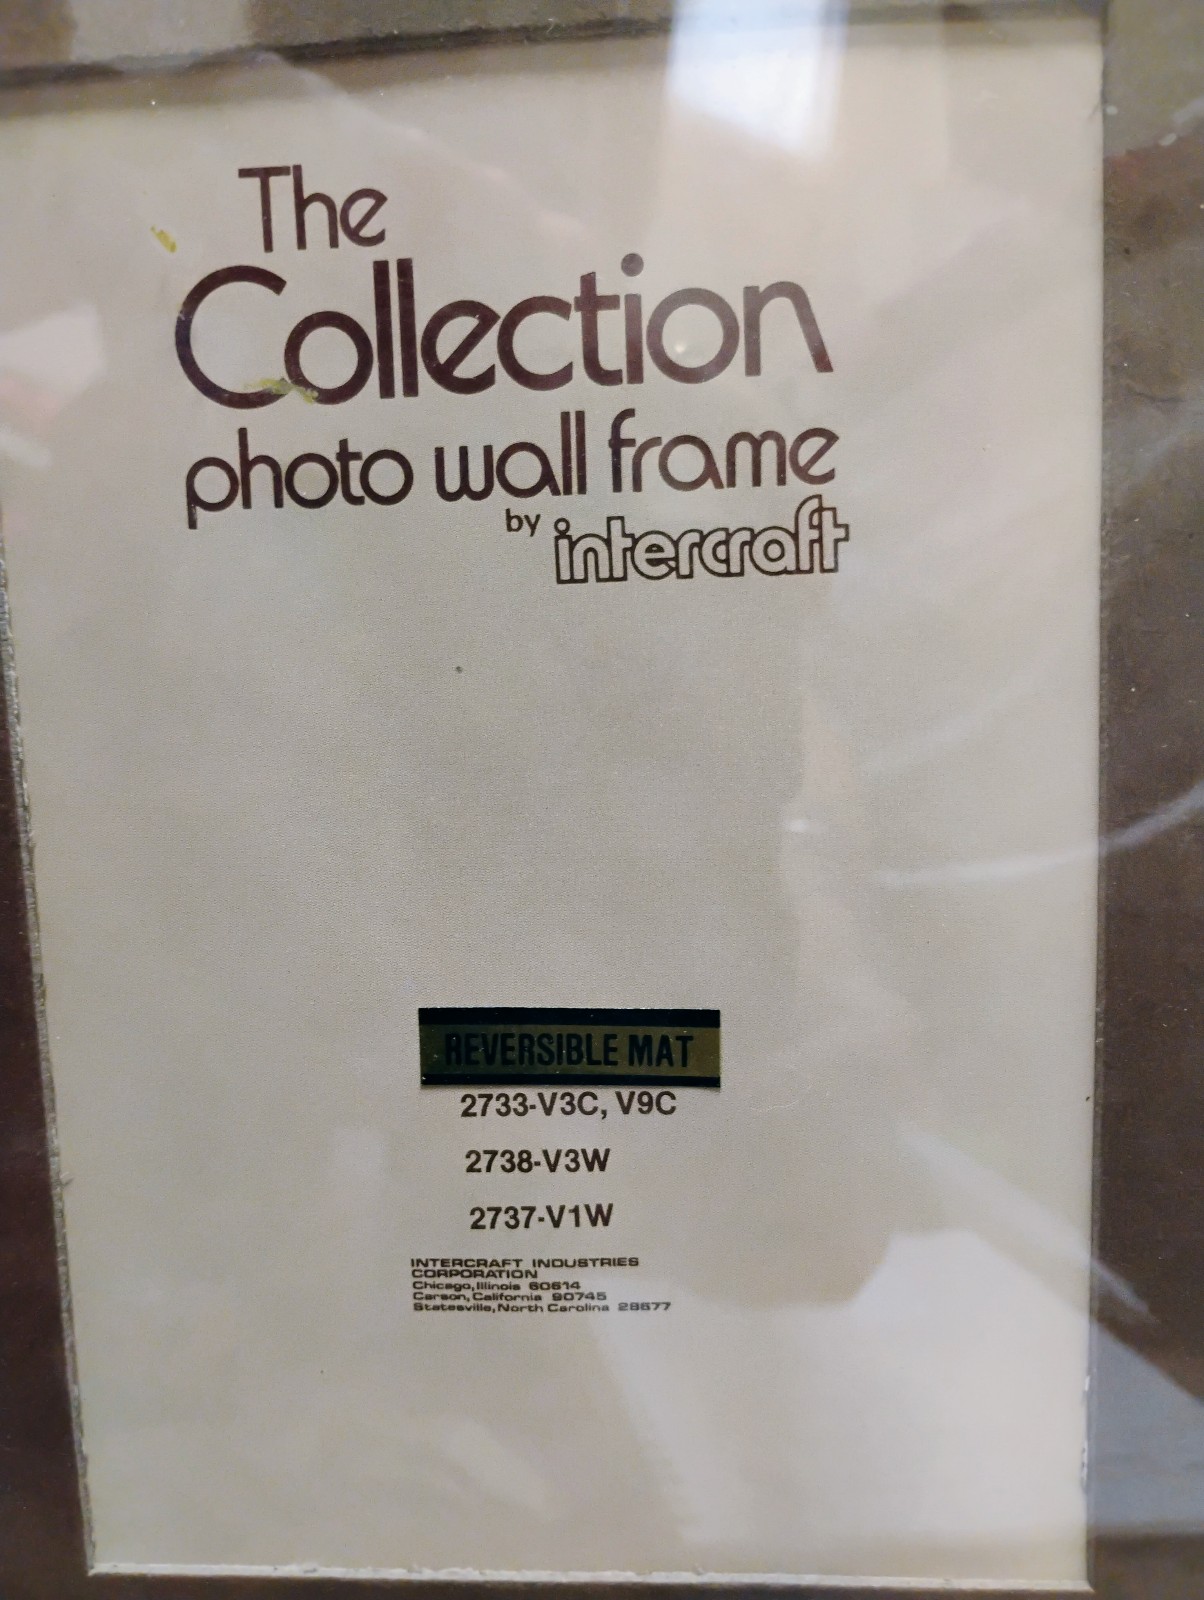 The
Collection
photo wall frame
by intercraft
REVERSIBLE MAT
2733-V3C, V9C
2738-V3W
2737-V1W
INTERCRAFT INDUSTRIES
CORPORATION
Chicago, Illinois 60614
Carson, California 90745
Statesville, North Carolina 28677